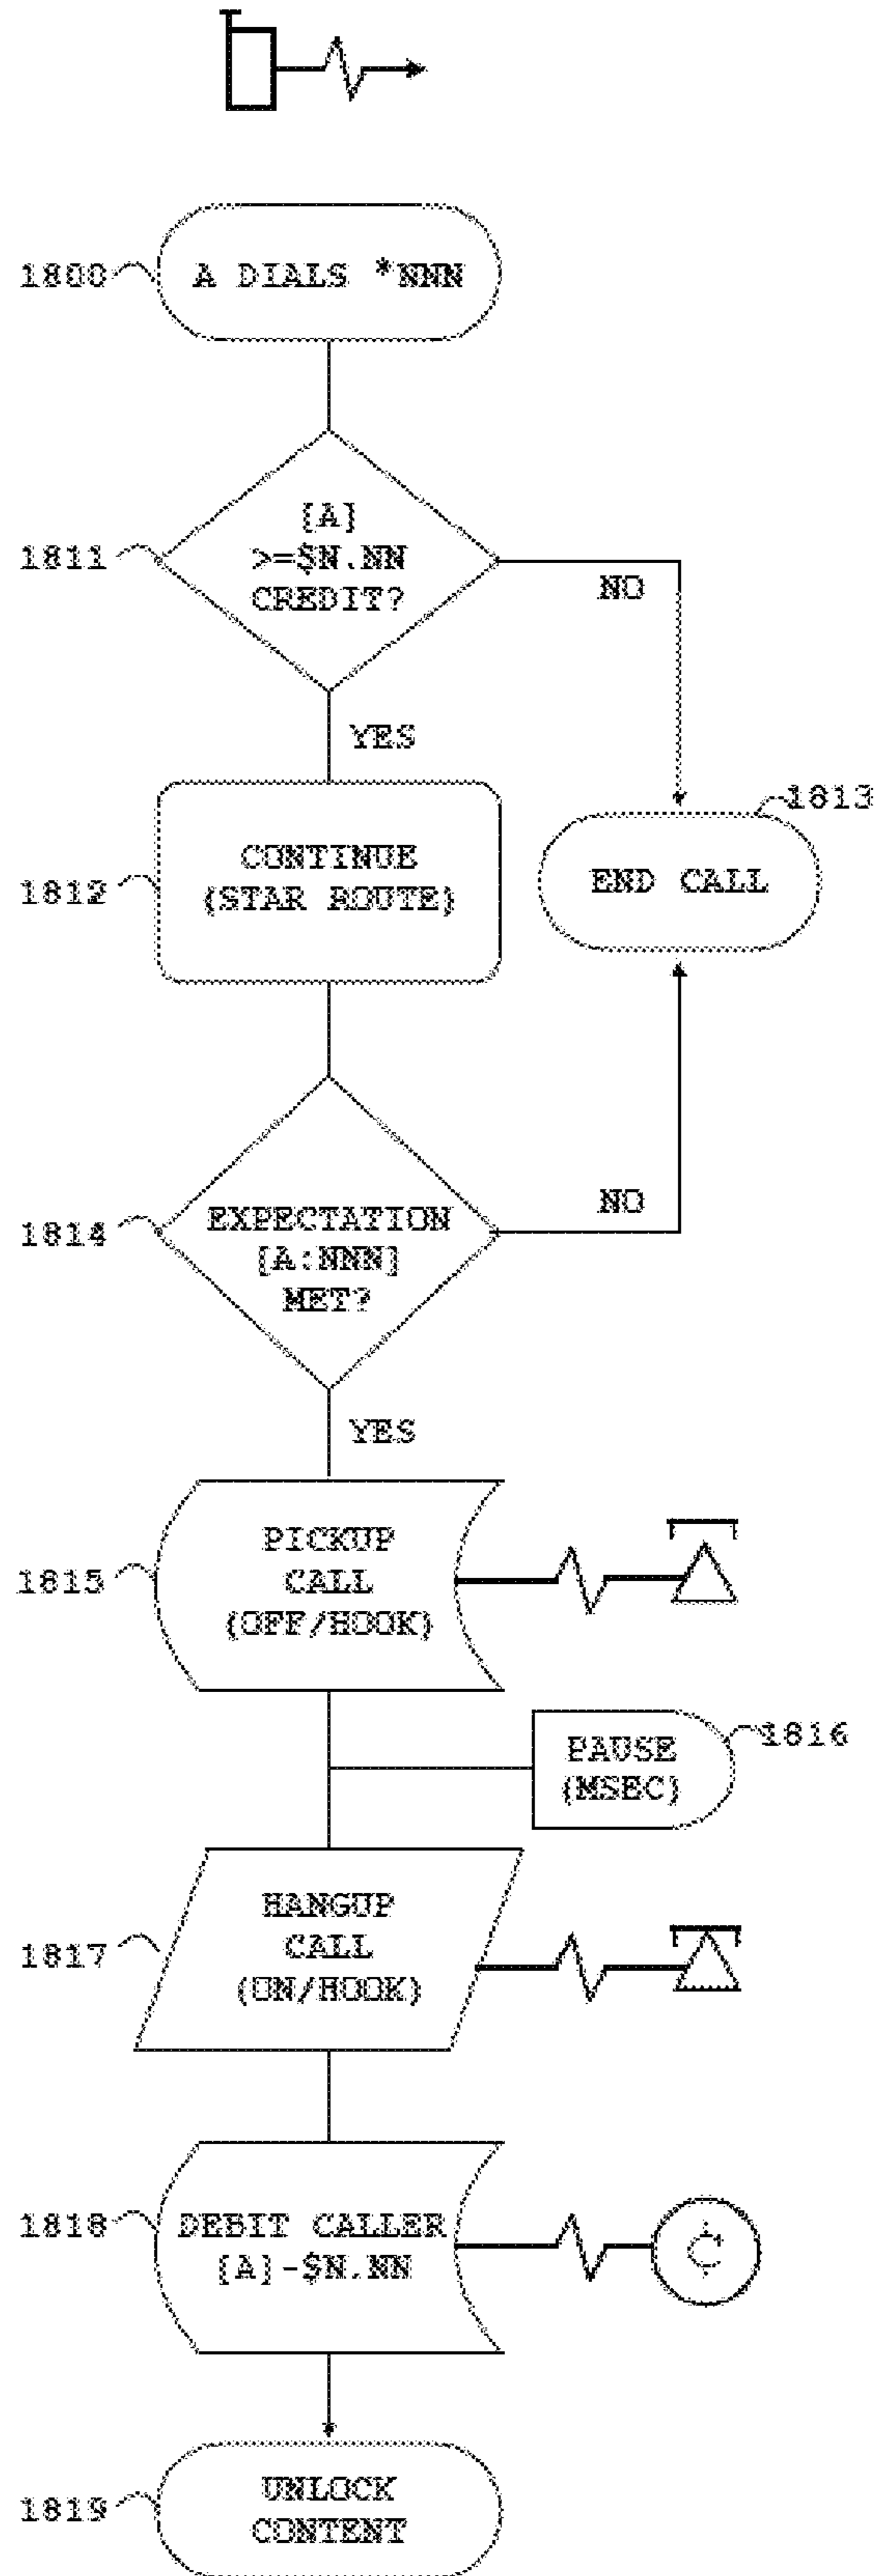 1800
A DIALS *NNN
1811
[A]
>=$N.NN
CREDIT?
NO
YES
1812
CONTINUE
(STAR ROUTE)
1813
END CALL
1814
EXPECTATION
[A:NNN]
MET?
NO
YES
1815
PICKUP
CALL
(OFF/HOOK)
1816
PAUSE
(MSEC)
1817
HANGUP
CALL
(ON/HOOK)
1818
DEBIT CALLER
[A]-$N.NN
¢
1819
UNLOCK
CONTENT